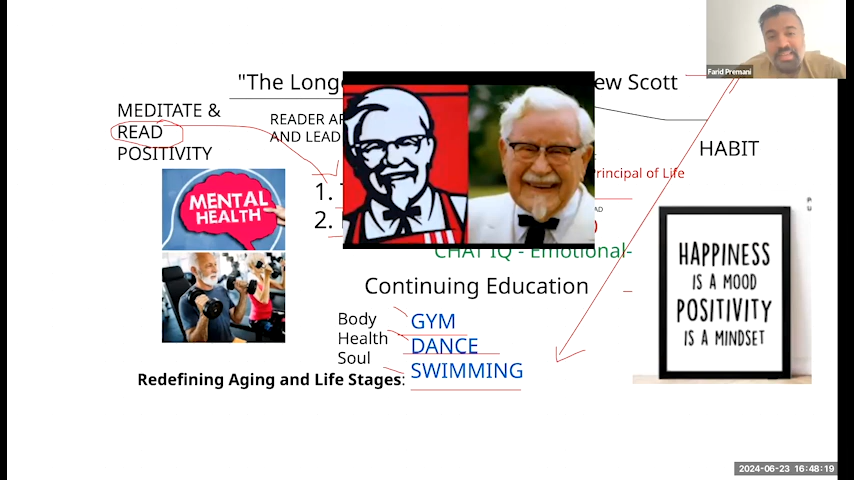 Farid Premani
"The Long
ew Scott
MEDITATE &
READ
POSITIVITY
READER
AND LEAD
HABIT
Principal of Life
MENTAL
HEALTH
1.
2.
CHAT IQ - Emotional-
Continuing Education
Body
Health
Soul
GYM
DANCE
SWIMMING
Redefining Aging and Life Stages:
HAPPINESS
IS A MOOD
POSITIVITY
IS A MINDSET
2024-06-23 16:48:19